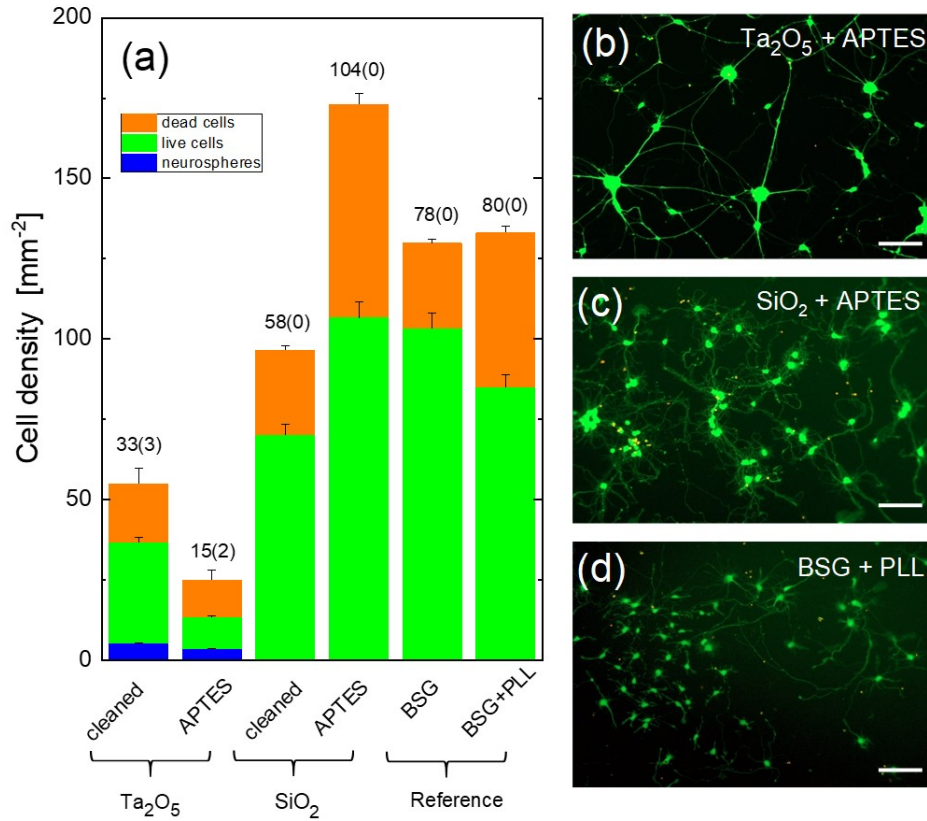 (a)
dead cells
live cells
neurospheres
Cell density [mm⁻²]
200
150
100
50
0
33(3)
15(2)
58(0)
104(0)
78(0)
80(0)
cleaned
APTES
cleaned
APTES
BSG
BSG+PLL
Ta₂O₅
SiO₂
Reference
(b) Ta₂O₅ + APTES
(c) SiO₂ + APTES
(d) BSG + PLL